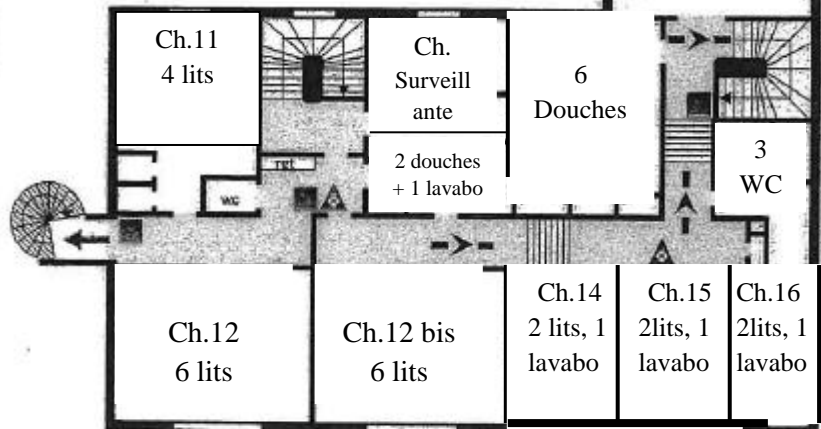 Ch.11
4 lits
Ch.
Surveill
ante
6
Douches
2 douches
+ 1 lavabo
3
WC
rgt
WC
Ch.12
6 lits
Ch.12 bis
6 lits
Ch.14
2 lits, 1
lavabo
Ch.15
2lits, 1
lavabo
Ch.16
2lits, 1
lavabo